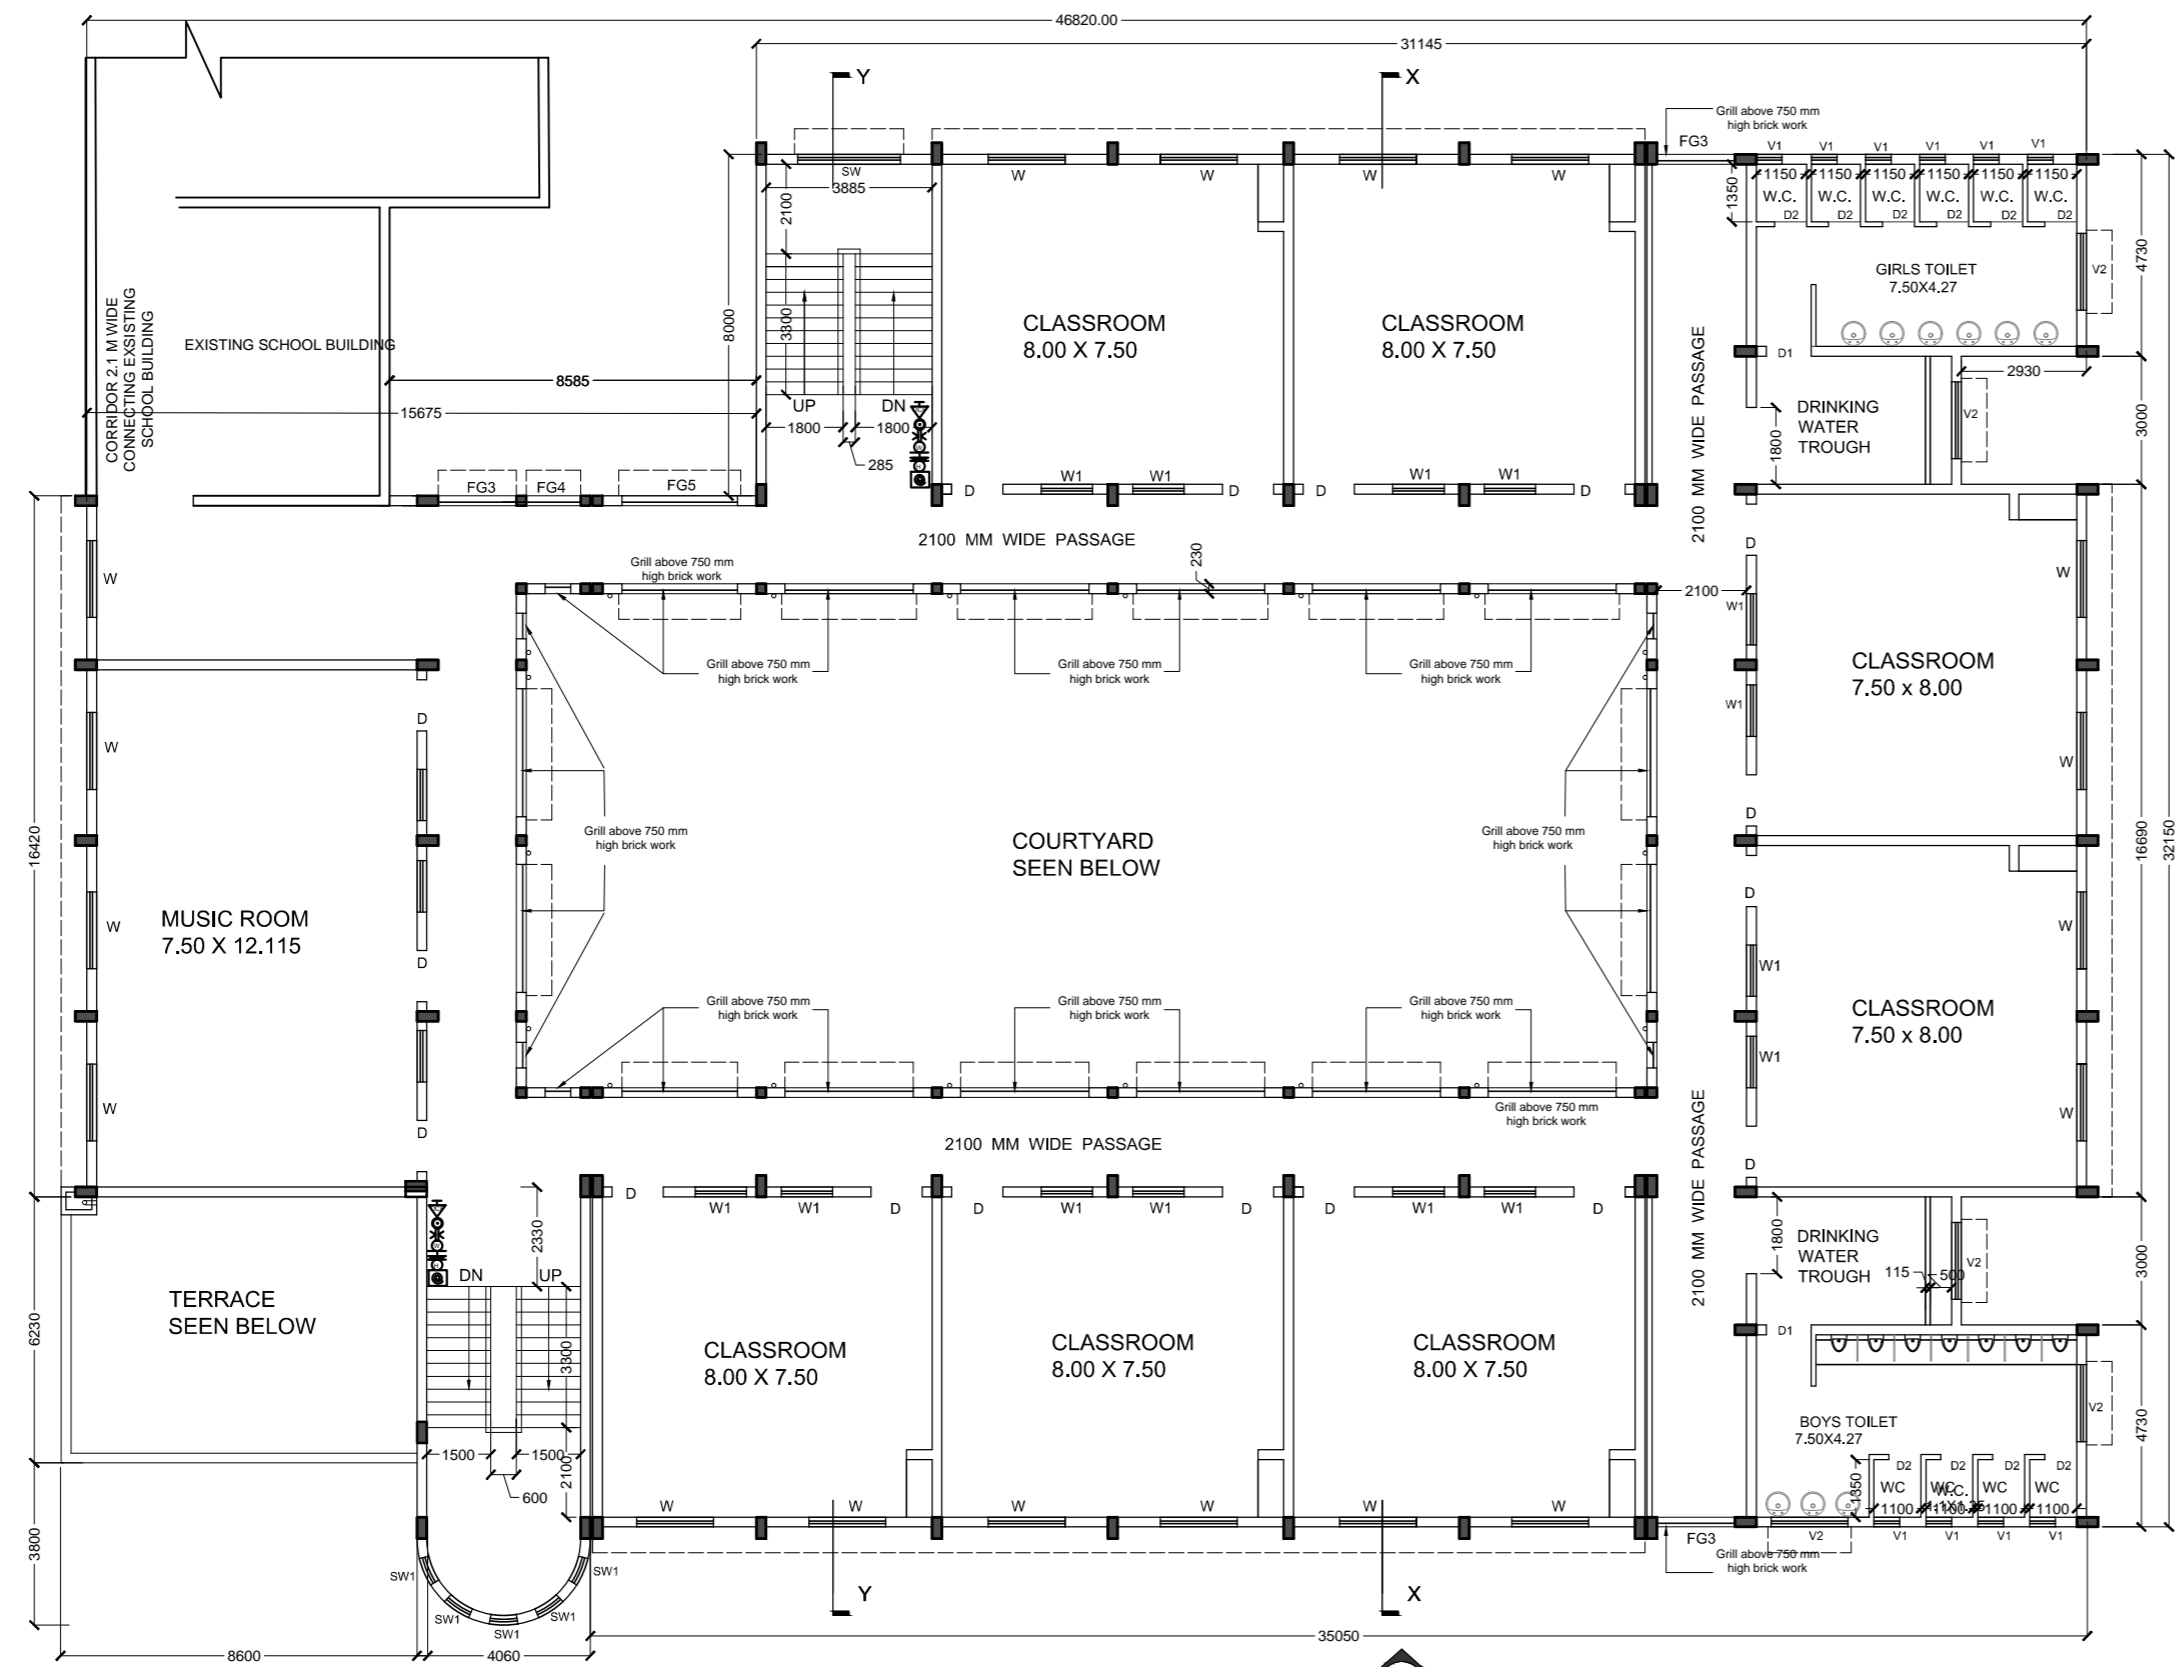 46820.00
31145
Y
X
Grill above 750 mm
high brick work
FG3
V1 V1 V1 V1 V1 V1
SW
W W W W
3885
2100
1350
1150 1150 1150 1150 1150 1150
W.C. W.C. W.C. W.C. W.C. W.C.
D2 D2 D2 D2 D2 D2
4730
GIRLS TOILET
7.50X4.27
V2
CORRIDOR 2.1 M WIDE
CONNECTING EXSISTING
SCHOOL BUILDING
EXISTING SCHOOL BUILDING
8000
3300
CLASSROOM
8.00 X 7.50
CLASSROOM
8.00 X 7.50
2100 MM WIDE PASSAGE
D1
2930
8585
15675
UP DN
1800 1800
285
DRINKING
WATER
TROUGH
1800
V2
3000
FG3 FG4 FG5
D W1 W1 D D W1 W1 D
2100 MM WIDE PASSAGE
230
Grill above 750 mm
high brick work
D
W
W
2100
W1
Grill above 750 mm
high brick work
Grill above 750 mm
high brick work
Grill above 750 mm
high brick work
CLASSROOM
7.50 x 8.00
W1
D
W
W
D
16420
Grill above 750 mm
high brick work
COURTYARD
SEEN BELOW
Grill above 750 mm
high brick work
16690
32150
D
MUSIC ROOM
7.50 X 12.115
W
W
D
W1
CLASSROOM
7.50 x 8.00
Grill above 750 mm
high brick work
Grill above 750 mm
high brick work
Grill above 750 mm
high brick work
W1
W
W
D
Grill above 750 mm
high brick work
2100 MM WIDE PASSAGE
2100 MM WIDE PASSAGE
D
D W1 W1 D D W1 W1 D D W1 W1 D
2330
DN UP
1800
DRINKING
WATER
TROUGH
115 500
V2
3000
TERRACE
SEEN BELOW
6230
3300
D1
CLASSROOM
8.00 X 7.50
CLASSROOM
8.00 X 7.50
CLASSROOM
8.00 X 7.50
V2
BOYS TOILET
7.50X4.27
4730
1500 1500
600
2100
1350
D2 D2 D2 D2
WC WC WC WC
W.C.
1.1X1.35
1100 1100 1100 1100
W W W W W W
V2 V1 V1 V1 V1
FG3
Grill above 750 mm
high brick work
3800
SW1 SW1
SW1 SW1
SW1
Y
X
35050
8600 4060